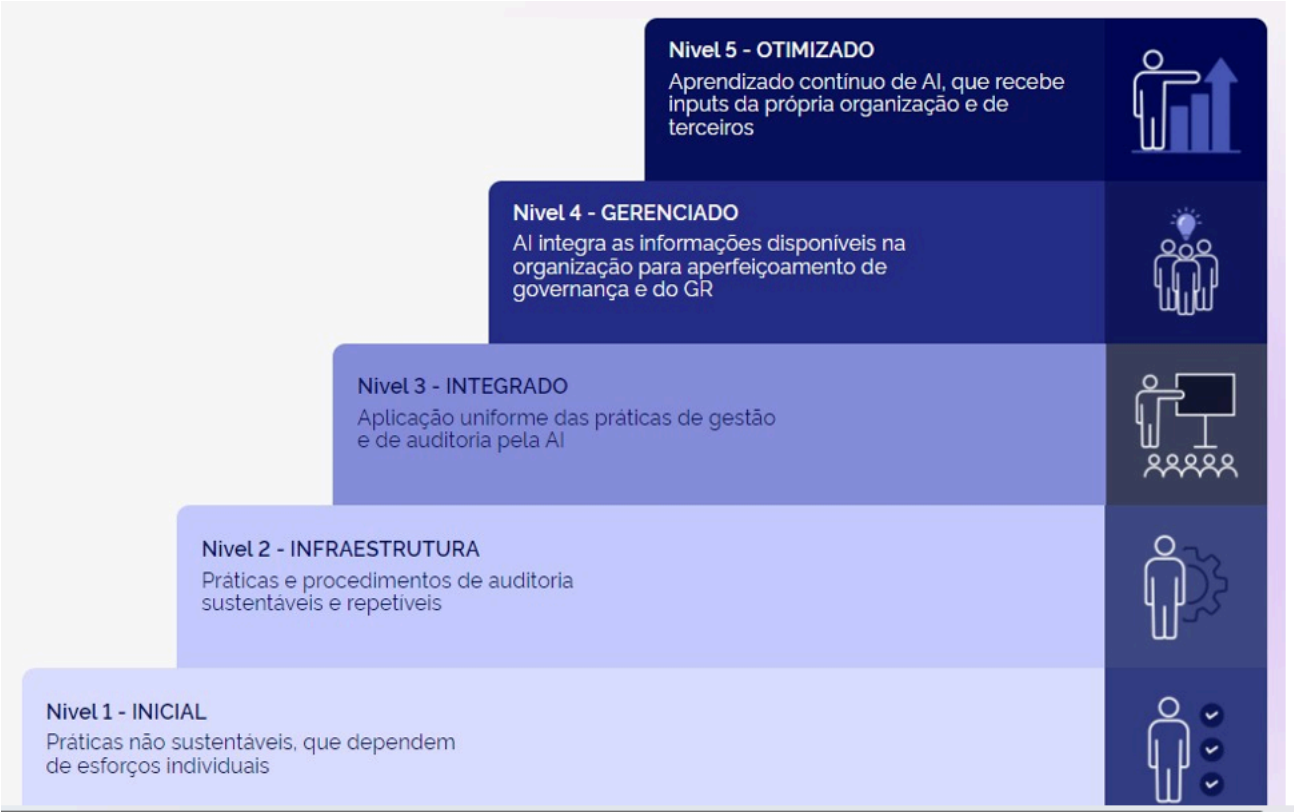 Nivel 5 - OTIMIZADO
Aprendizado contínuo de AI, que recebe
inputs da própria organização e de
terceiros
Nivel 4 - GERENCIADO
AI integra as informações disponíveis na
organização para aperfeiçoamento de
governança e do GR
Nivel 3 - INTEGRADO
Aplicação uniforme das práticas de gestão
e de auditoria pela AI
Nivel 2 - INFRAESTRUTURA
Práticas e procedimentos de auditoria
sustentáveis e repetíveis
Nivel 1 - INICIAL
Práticas não sustentáveis, que dependem
de esforços individuais